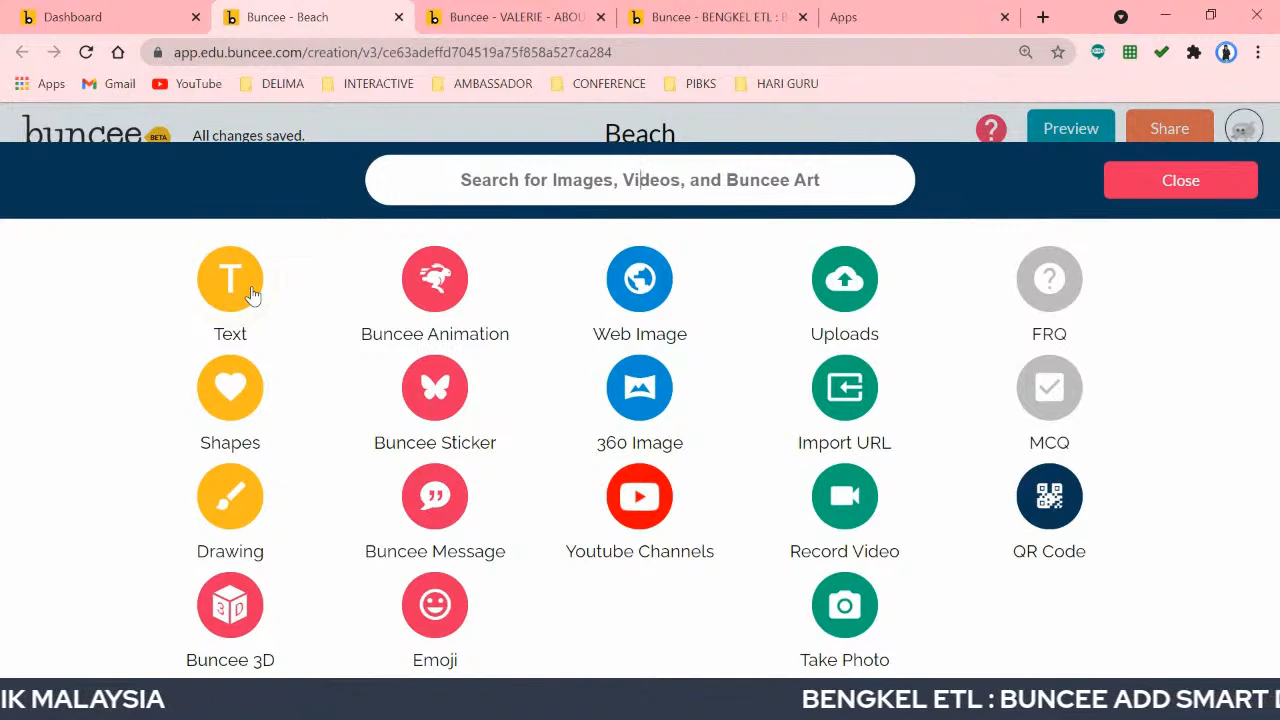 Dashboard
Buncee - Beach
Buncee - VALERIE - ABOU
Buncee - BENGKEL ETL : B
Apps
app.edu.buncee.com/creation/v3/ce63adeffd704519a75f858a527ca284
Apps
Gmail
YouTube
DELIMA
INTERACTIVE
AMBASSADOR
CONFERENCE
PIBKS
HARI GURU
buncee
BETA
All changes saved.
Beach
?
Preview
Share
Search for Images, Videos, and Buncee Art
Close
T
Text
Buncee Animation
Web Image
Uploads
?
FRQ
Shapes
Buncee Sticker
360 Image
Import URL
MCQ
Drawing
Buncee Message
Youtube Channels
Record Video
QR Code
3D
Buncee 3D
Emoji
Take Photo
IK MALAYSIA
BENGKEL ETL : BUNCEE ADD SMART